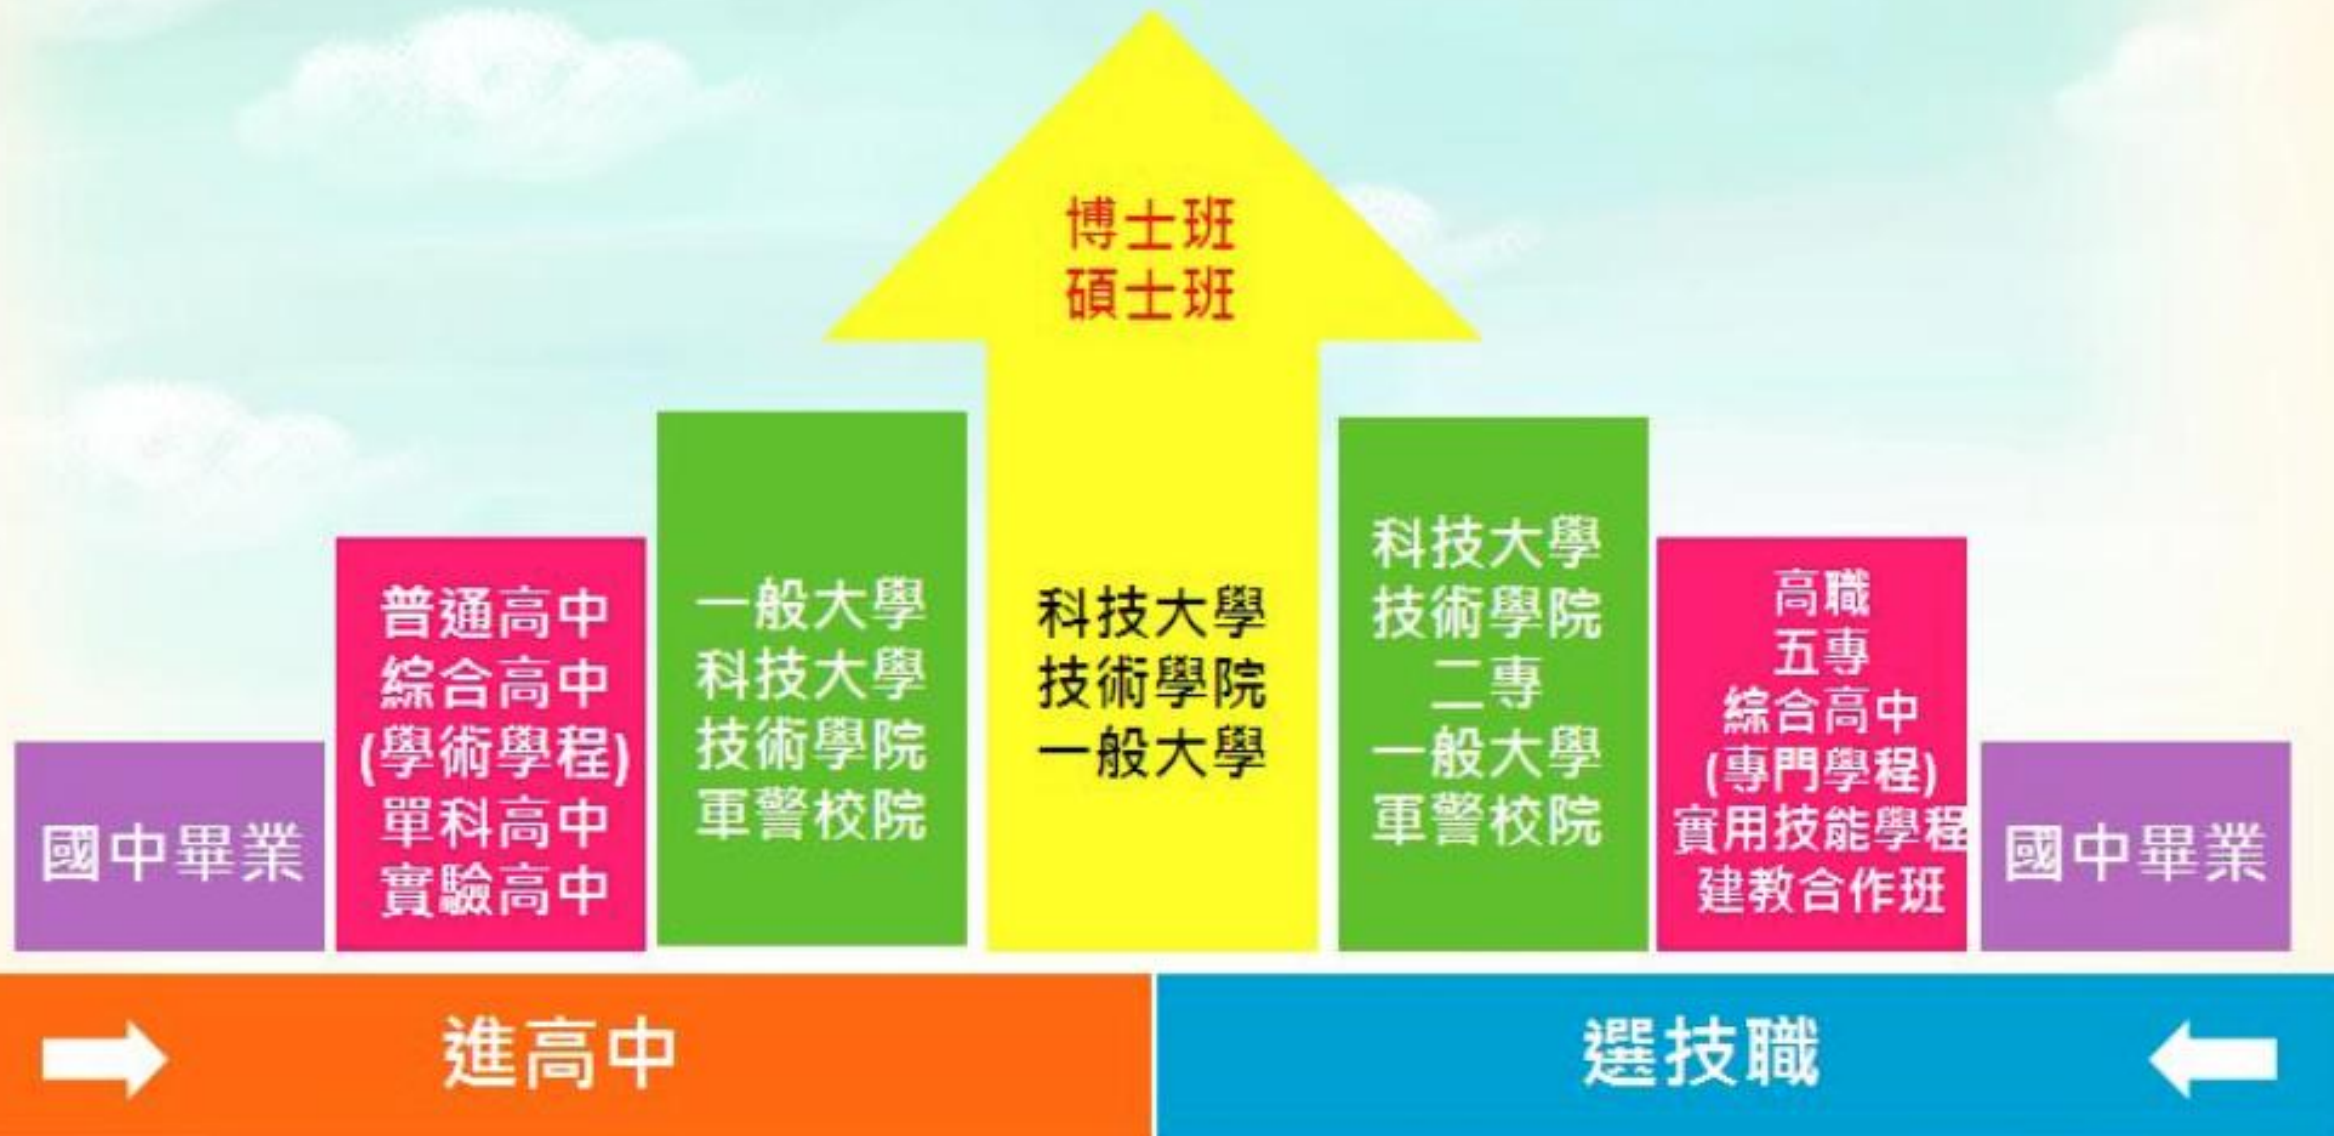 博士班
碩士班
國中畢業
普通高中
綜合高中
(學術學程)
單科高中
實驗高中
一般大學
科技大學
技術學院
軍警校院
科技大學
技術學院
一般大學
科技大學
技術學院
二專
一般大學
軍警校院
高職
五專
綜合高中
(專門學程)
實用技能學程
建教合作班
國中畢業
進高中
選技職